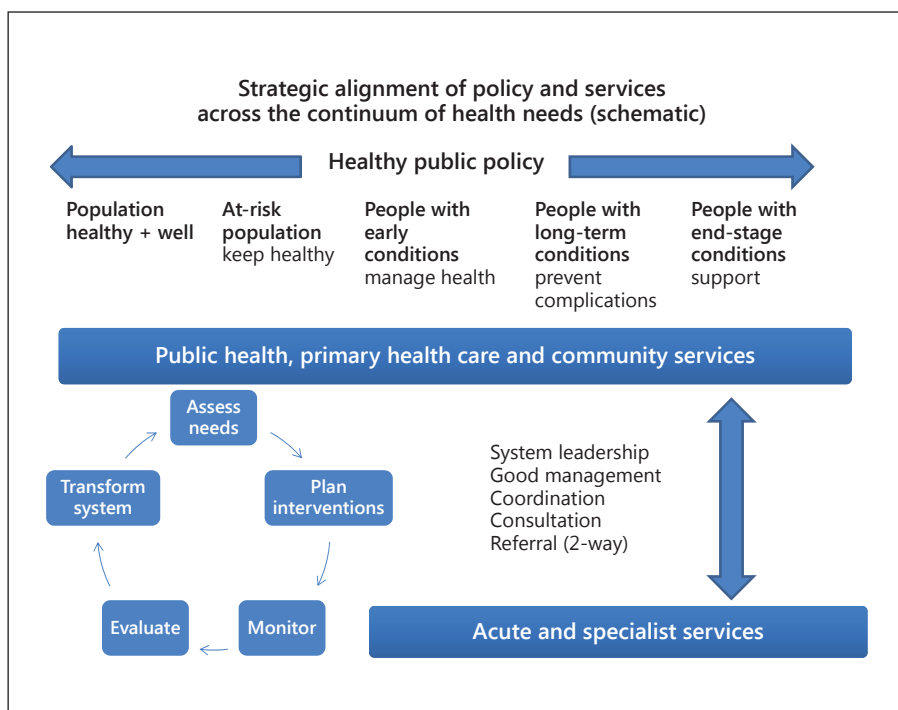 Strategic alignment of policy and services
across the continuum of health needs (schematic)
Healthy public policy
Population
healthy + well
At-risk
population
keep healthy
People with
early
conditions
manage health
People with
long-term
conditions
prevent
complications
People with
end-stage
conditions
support
Public health, primary health care and community services
Assess
needs
Plan
interventions
Monitor
Evaluate
Transform
system
System leadership
Good management
Coordination
Consultation
Referral (2-way)
Acute and specialist services